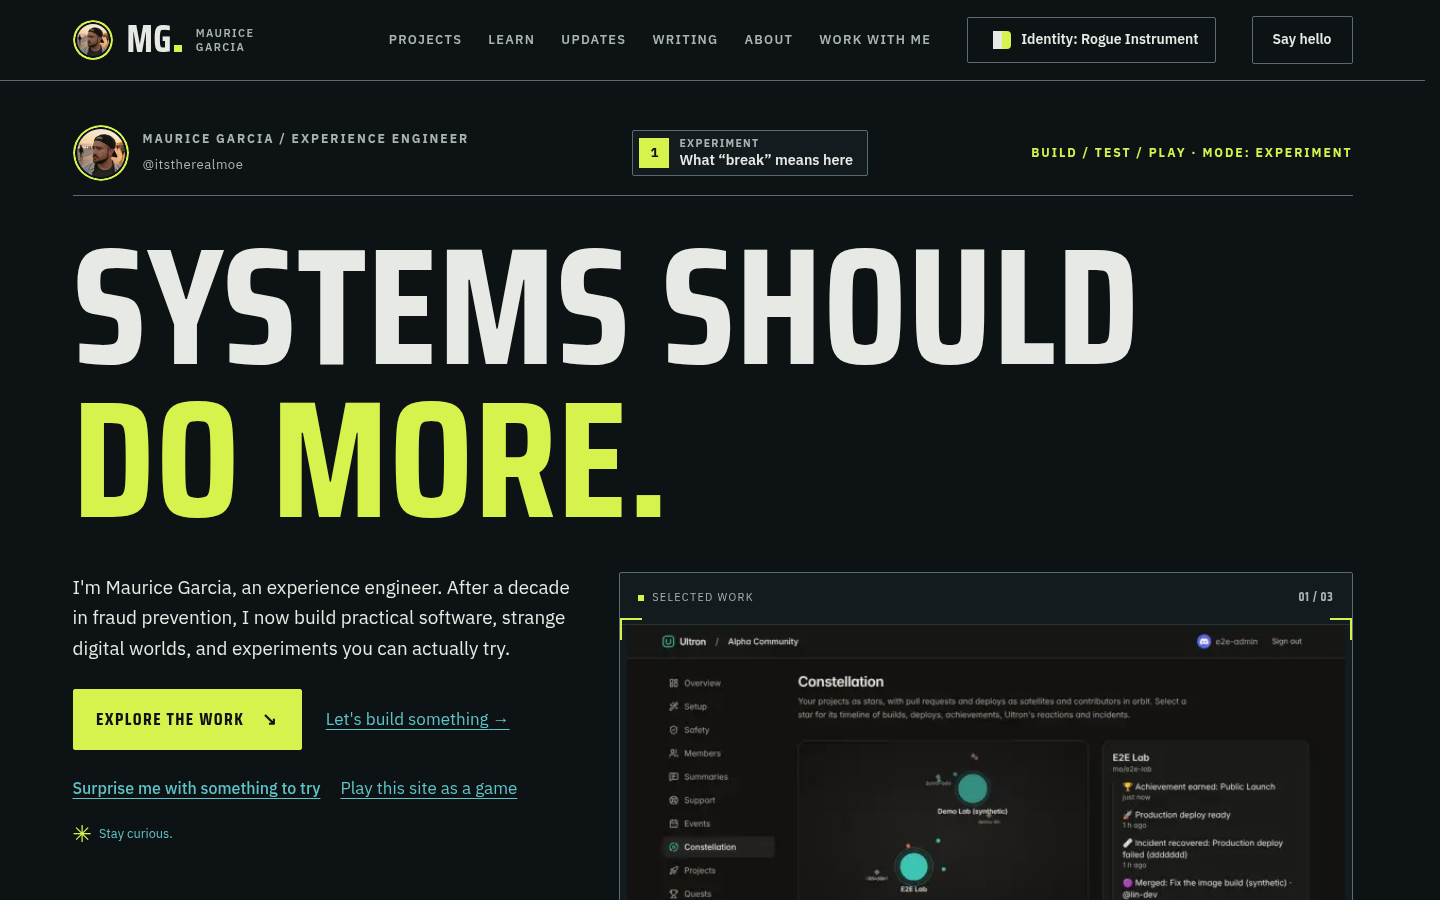 MG.
MAURICE
GARCIA
PROJECTS
LEARN
UPDATES
WRITING
ABOUT
WORK WITH ME
Identity: Rogue Instrument
Say hello
MAURICE GARCIA / EXPERIENCE ENGINEER
@itstherealmoe
1
EXPERIMENT
What “break” means here
BUILD / TEST / PLAY · MODE: EXPERIMENT
SYSTEMS SHOULD
DO MORE.
I'm Maurice Garcia, an experience engineer. After a decade
in fraud prevention, I now build practical software, strange
digital worlds, and experiments you can actually try.
EXPLORE THE WORK ↘
Let's build something →
Surprise me with something to try
Play this site as a game
Stay curious.
SELECTED WORK
01 / 03
Ultron / Alpha Community
e2e-admin
Sign out
Overview
Setup
Safety
Members
Summaries
Support
Events
Constellation
Projects
Quests
Constellation
Your projects as stars, with pull requests and deploys as satellites and contributors in orbit. Select a
star for its timeline of builds, deploys, achievements, Ultron's reactions and incidents.
Demo Lab (synthetic)
E2E Lab
E2E Lab
mo/e2e-lab
🏆 Achievement earned: Public Launch
just now
🚀 Production deploy ready
1 h ago
Incident recovered: Production deploy
failed (ddddddd)
1 h ago
🟣 Merged: Fix the image build (synthetic) ·
@lin-dev